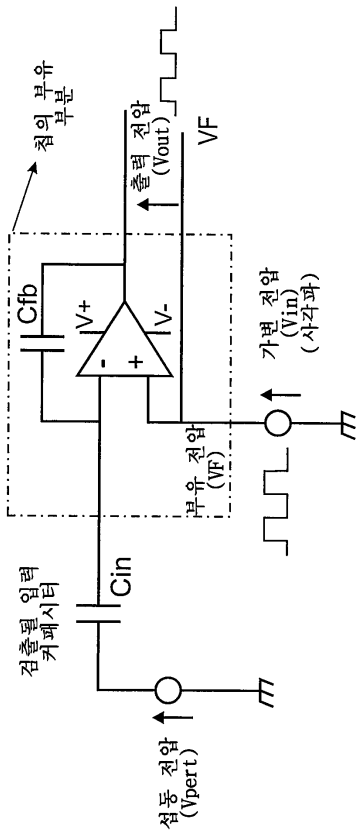 칩의 부유
부분
Cfb
V+
V-
-
+
출력 전압
(Vout)
VF
부유 전압
(VF)
가변 전압
(Vin)
(사각파)
검출될 입력
커패시터
Cin
섭동 전압
(Vpert)